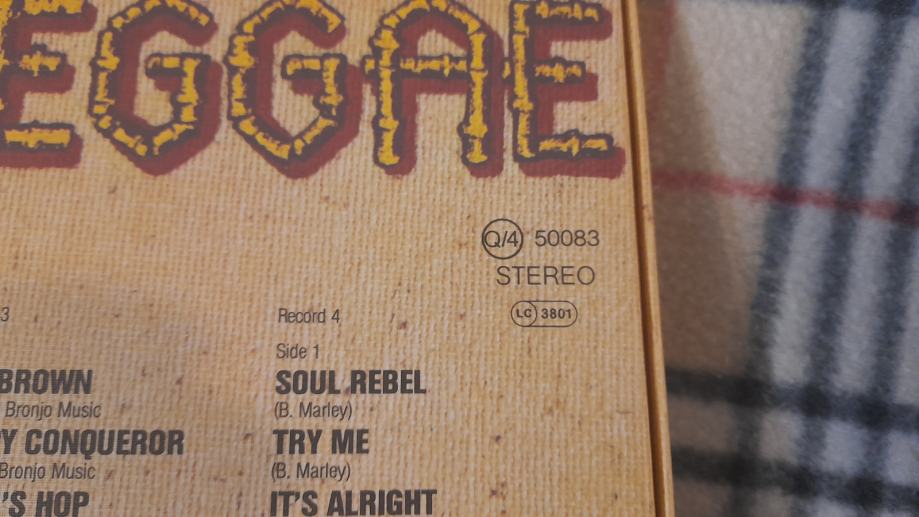 EGGAE
Q/4 50083
STEREO
LC 3801
3
BROWN
Bronjo Music
Y CONQUEROR
Bronjo Music
'S HOP
Record 4
Side 1
SOUL REBEL
(B. Marley)
TRY ME
(B. Marley)
IT'S ALRIGHT